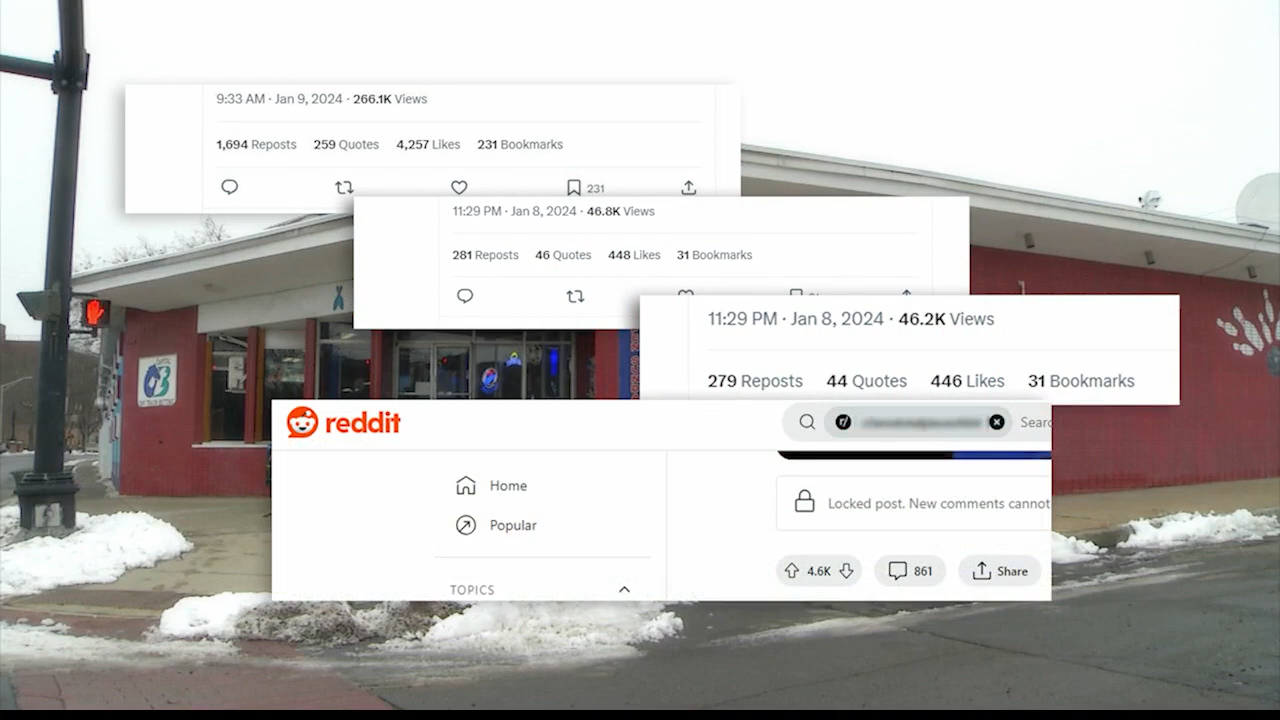 9:33 AM · Jan 9, 2024 · 266.1K Views
1,694 Reposts 259 Quotes 4,257 Likes 231 Bookmarks
231
11:29 PM · Jan 8, 2024 · 46.8K Views
281 Reposts 46 Quotes 448 Likes 31 Bookmarks
11:29 PM · Jan 8, 2024 · 46.2K Views
279 Reposts 44 Quotes 446 Likes 31 Bookmarks
reddit
r/
Searc
Home
Popular
Locked post. New comments cannot
TOPICS
4.6K 861 Share